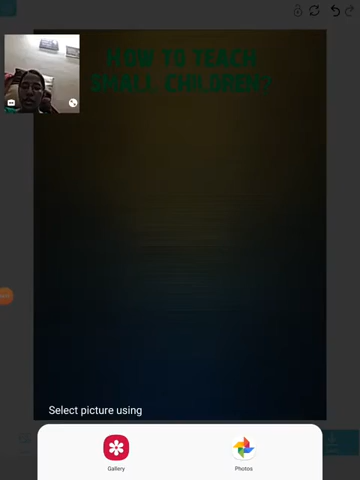 HOW TO TEACH
SMALL CHILDREN?
Select picture using
Gallery
Photos